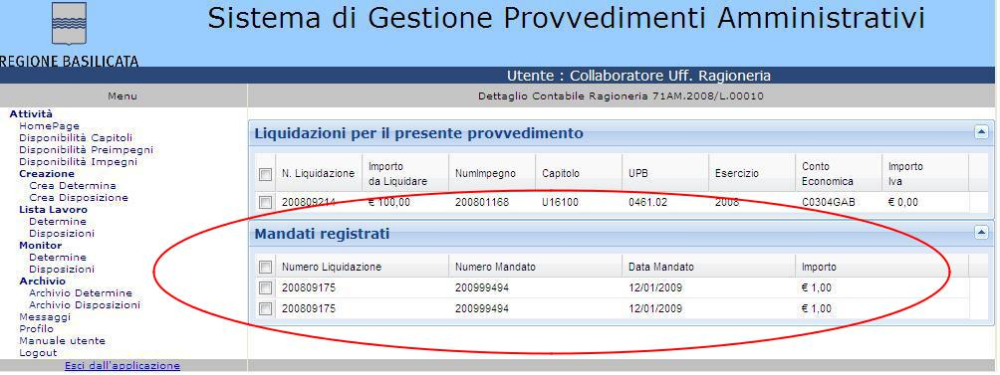 Sistema di Gestione Provvedimenti Amministrativi
REGIONE BASILICATA
Utente : Collaboratore Uff. Ragioneria
Menu
Dettaglio Contabile Ragioneria 71AM.2008/L.00010
Attività
HomePage
Disponibilità Capitoli
Disponibilità Preimpegni
Disponibilità Impegni
Creazione
Crea Determina
Crea Disposizione
Lista Lavoro
Determine
Disposizioni
Monitor
Determine
Disposizioni
Archivio
Archivio Determine
Archivio Disposizioni
Messaggi
Profilo
Manuale utente
Logout
Esci dall'applicazione
Liquidazioni per il presente provvedimento
N. Liquidazione Importo da Liquidare NumImpegno Capitolo UPB Esercizio Conto Economica Importo Iva
200809214 € 100,00 200801168 U16100 0461.02 2008 C0304GAB € 0,00
Mandati registrati
Numero Liquidazione Numero Mandato Data Mandato Importo
200809175 200999494 12/01/2009 € 1,00
200809175 200999494 12/01/2009 € 1,00